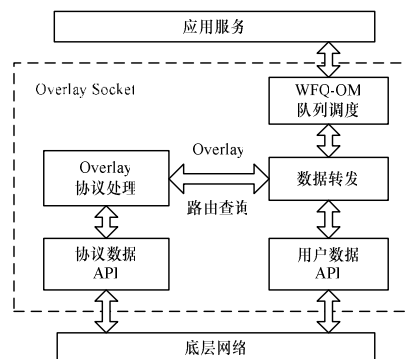 应用服务
Overlay Socket
WFQ-OM
队列调度
Overlay
Overlay
协议处理
数据转发
路由查询
协议数据
API
用户数据
API
底层网络